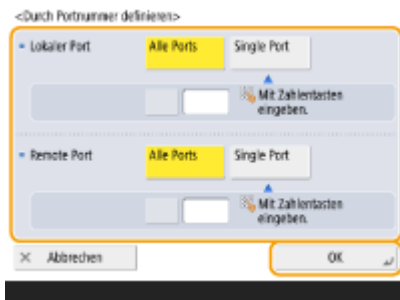 <Durch Portnummer definieren>
Lokaler Port
Alle Ports
Single Port
Mit Zahlentasten
eingeben.
Remote Port
Alle Ports
Single Port
Mit Zahlentasten
eingeben.
× Abbrechen
OK